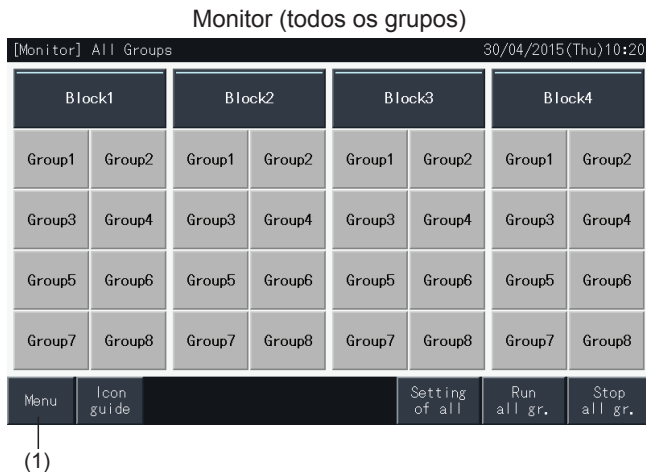 Monitor (todos os grupos)
[Monitor] All Groups 30/04/2015(Thu)10:20
Block1 Block2 Block3 Block4
Group1 Group2 Group1 Group2 Group1 Group2 Group1 Group2
Group3 Group4 Group3 Group4 Group3 Group4 Group3 Group4
Group5 Group6 Group5 Group6 Group5 Group6 Group5 Group6
Group7 Group8 Group7 Group8 Group7 Group8 Group7 Group8
Menu Icon guide Setting of all Run all gr. Stop all gr.
(1)